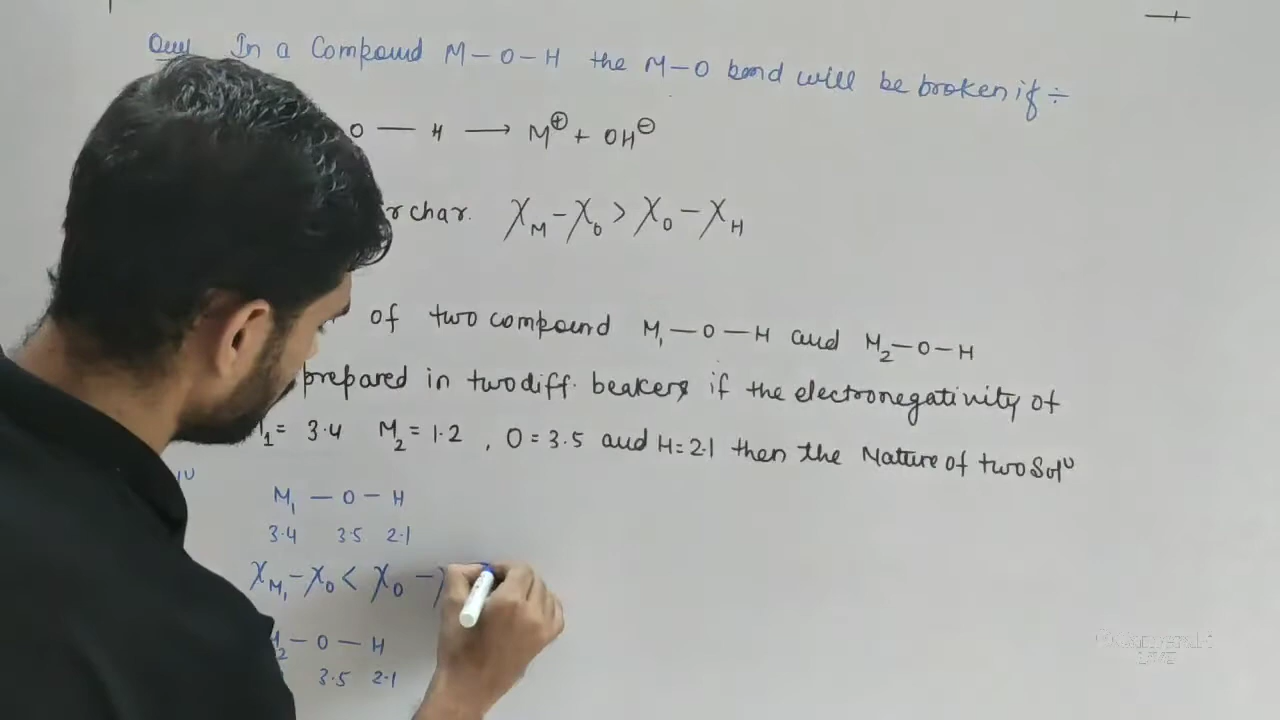 Que In a Compound M-O-H the M-O bond will be broken if ÷
O — H ⟶ M⊕ + OH⊖
r char. χM - χO > χO - χH
of two compound M₁-O-H and M₂-O-H
prepared in two diff. beakers if the electronegativity of
₁= 3.4 M₂ = 1.2 , O = 3.5 and H = 2.1 then the Nature of two Solᵘ
M₁ — O — H
3.4 3.5 2.1
χM₁ - χO < χO -
₂ — O — H
3.5 2.1